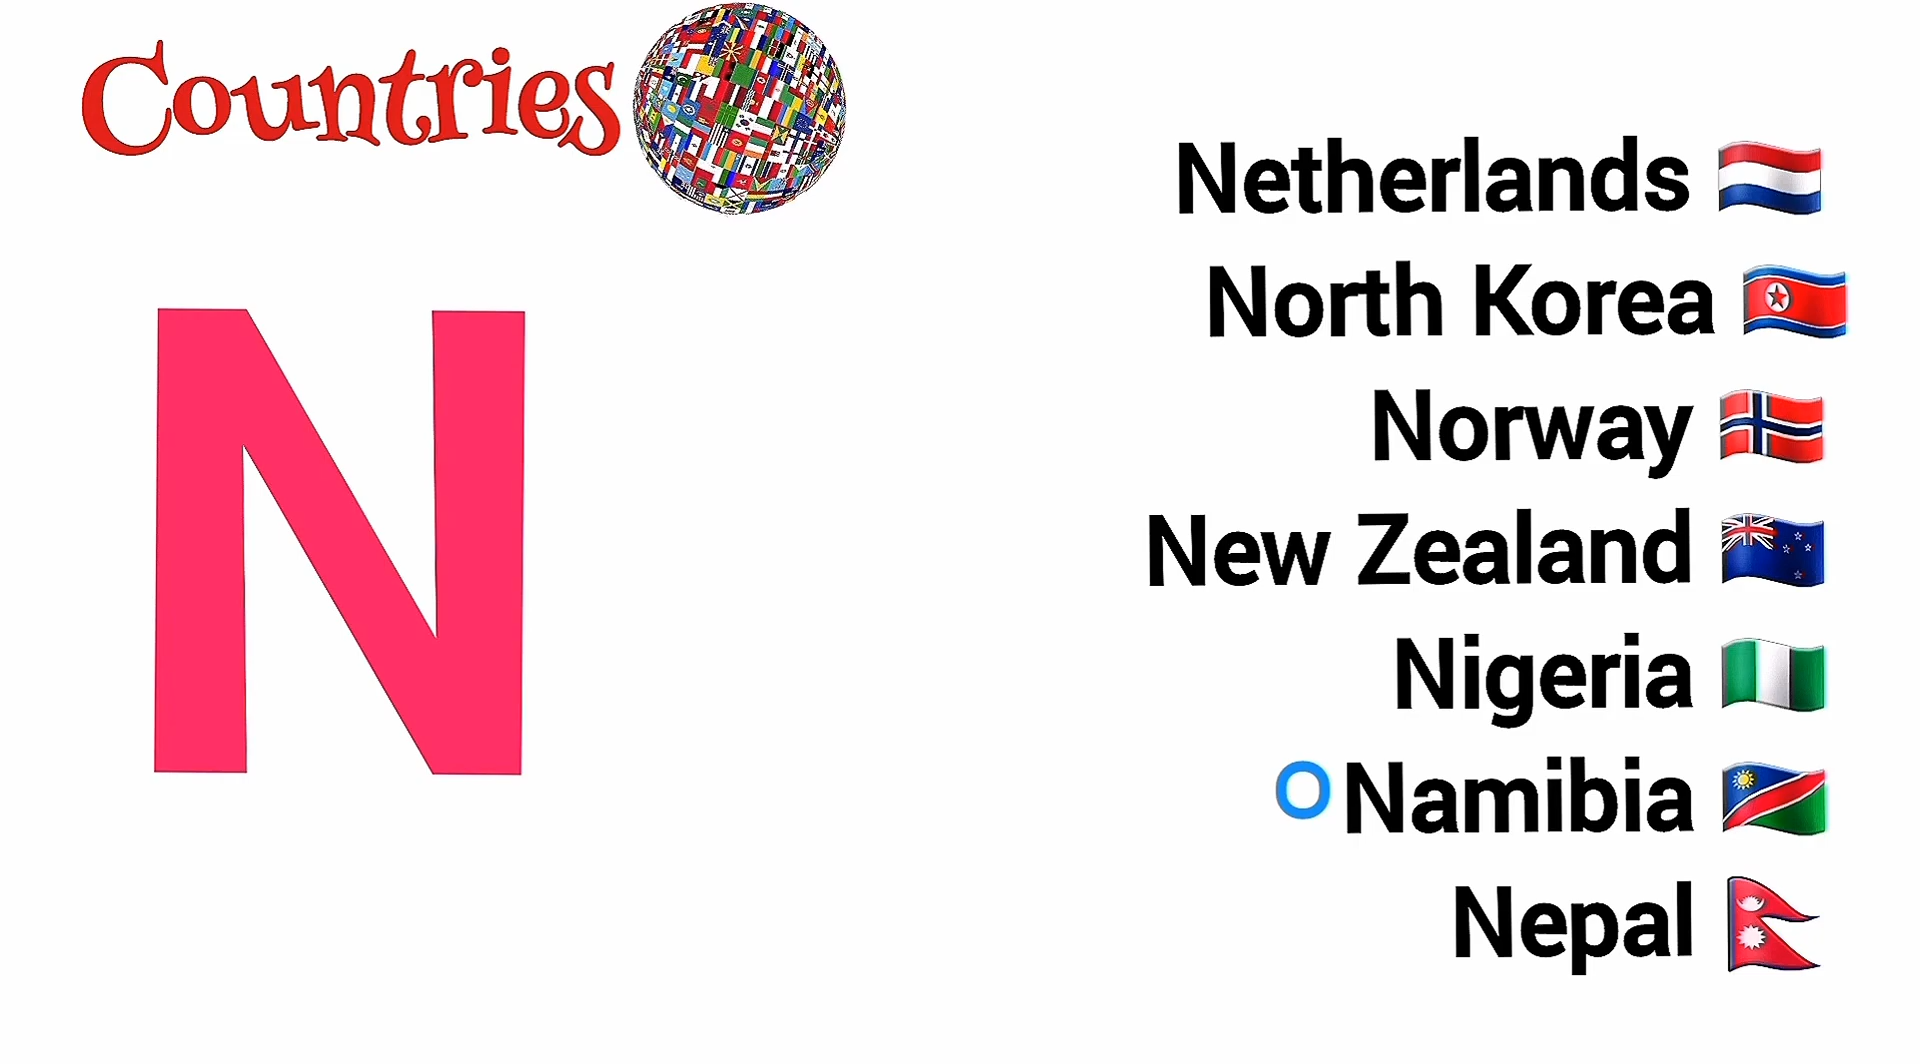 Countries
N
Netherlands
North Korea
Norway
New Zealand
Nigeria
O Namibia
Nepal